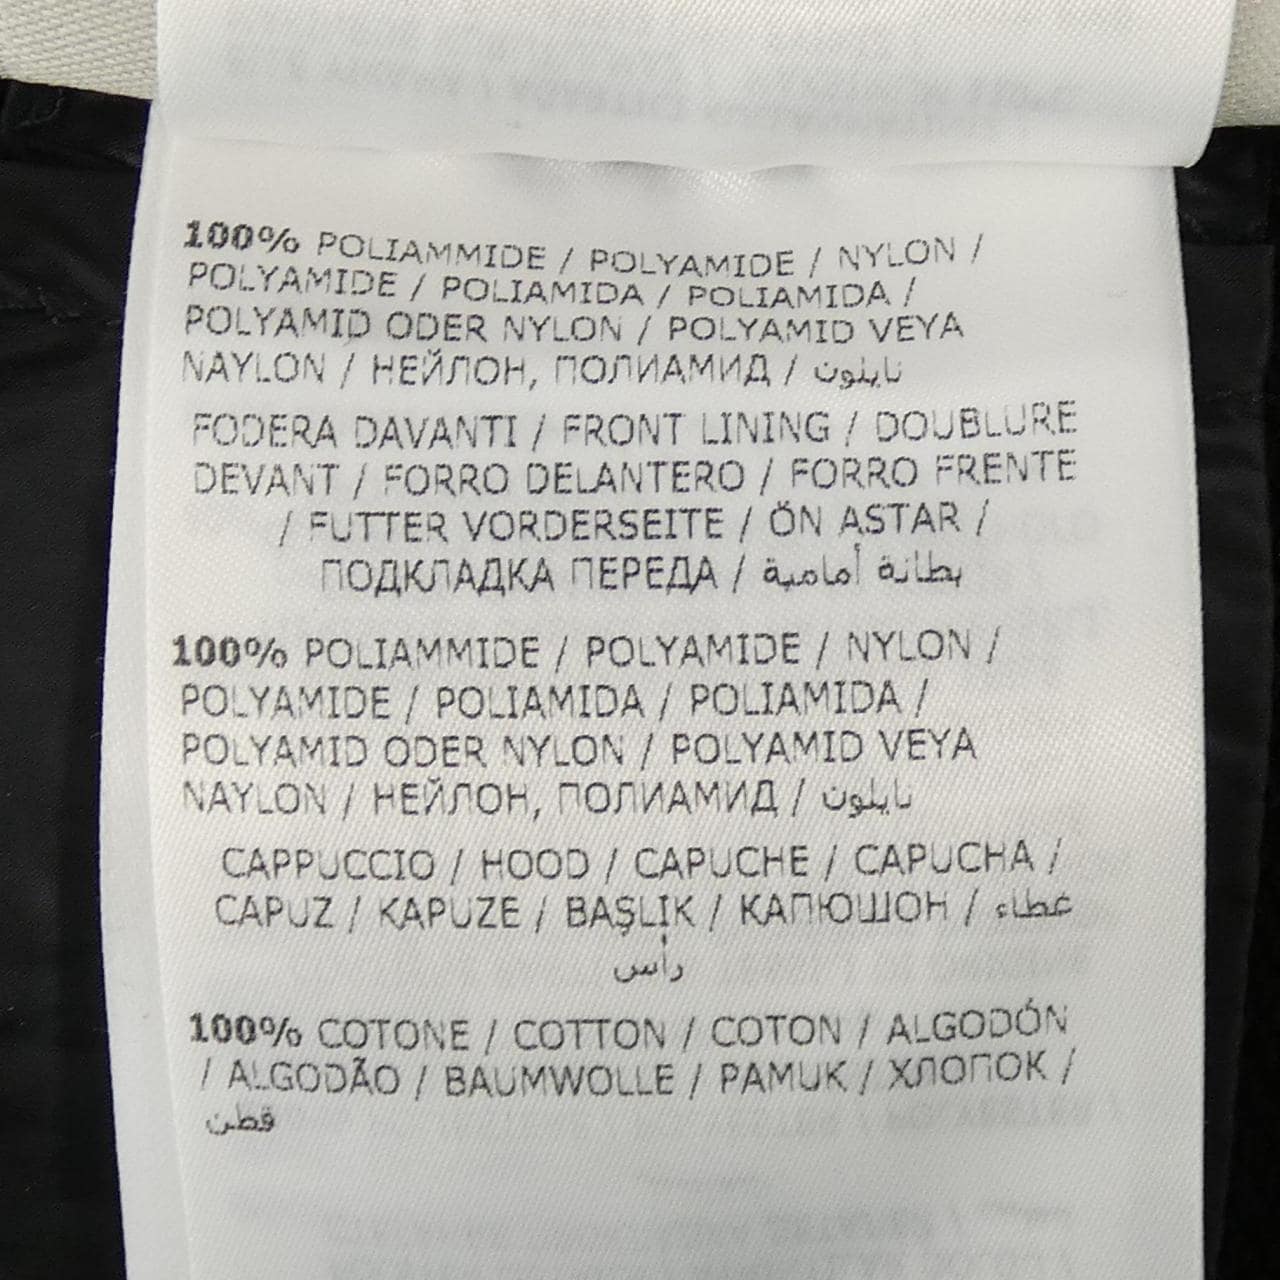 100% POLIAMMIDE / POLYAMIDE / NYLON /
POLYAMIDE / POLIAMIDA / POLIAMIDA /
POLYAMID ODER NYLON / POLYAMID VEYA
NAYLON / НЕЙЛОН, ПОЛИАМИД / نايلون
FODERA DAVANTI / FRONT LINING / DOUBLURE
DEVANT / FORRO DELANTERO / FORRO FRENTE
/ FUTTER VORDERSEITE / ÖN ASTAR /
ПОДКЛАДКА ПЕРЕДА / بطانة أمامية
100% POLIAMMIDE / POLYAMIDE / NYLON /
POLYAMIDE / POLIAMIDA / POLIAMIDA /
POLYAMID ODER NYLON / POLYAMID VEYA
NAYLON / НЕЙЛОН, ПОЛИАМИД / نايلون
CAPPUCCIO / HOOD / CAPUCHE / CAPUCHA /
CAPUZ / KAPUZE / BAŞLIK / КАПЮШОН / غطاء
رأس
100% COTONE / COTTON / COTON / ALGODÓN
/ ALGODÃO / BAUMWOLLE / PAMUK / ХЛОПОК /
قطن